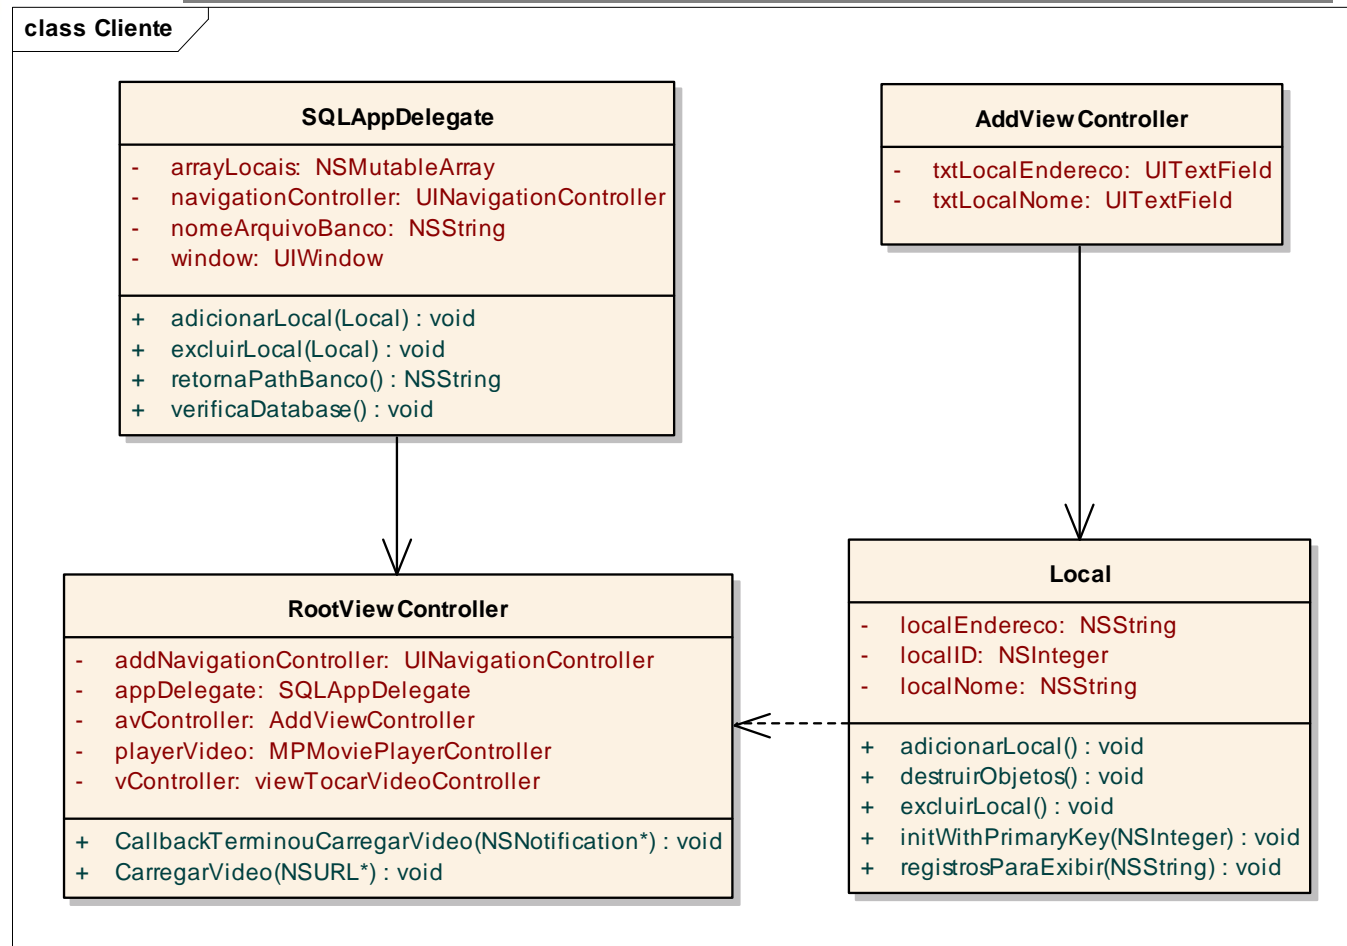 class Cliente
SQLAppDelegate
- arrayLocais: NSMutableArray
- navigationController: UINavigationController
- nomeArquivoBanco: NSString
- window: UIWindow
+ adicionarLocal(Local) : void
+ excluirLocal(Local) : void
+ retornaPathBanco() : NSString
+ verificaDatabase() : void
AddViewController
- txtLocalEndereco: UITextField
- txtLocalNome: UITextField
RootViewController
- addNavigationController: UINavigationController
- appDelegate: SQLAppDelegate
- avController: AddViewController
- playerVideo: MPMoviePlayerController
- vController: viewTocarVideoController
+ CallbackTerminouCarregarVideo(NSNotification*) : void
+ CarregarVideo(NSURL*) : void
Local
- localEndereco: NSString
- localID: NSInteger
- localNome: NSString
+ adicionarLocal() : void
+ destruirObjetos() : void
+ excluirLocal() : void
+ initWithPrimaryKey(NSInteger) : void
+ registrosParaExibir(NSString) : void